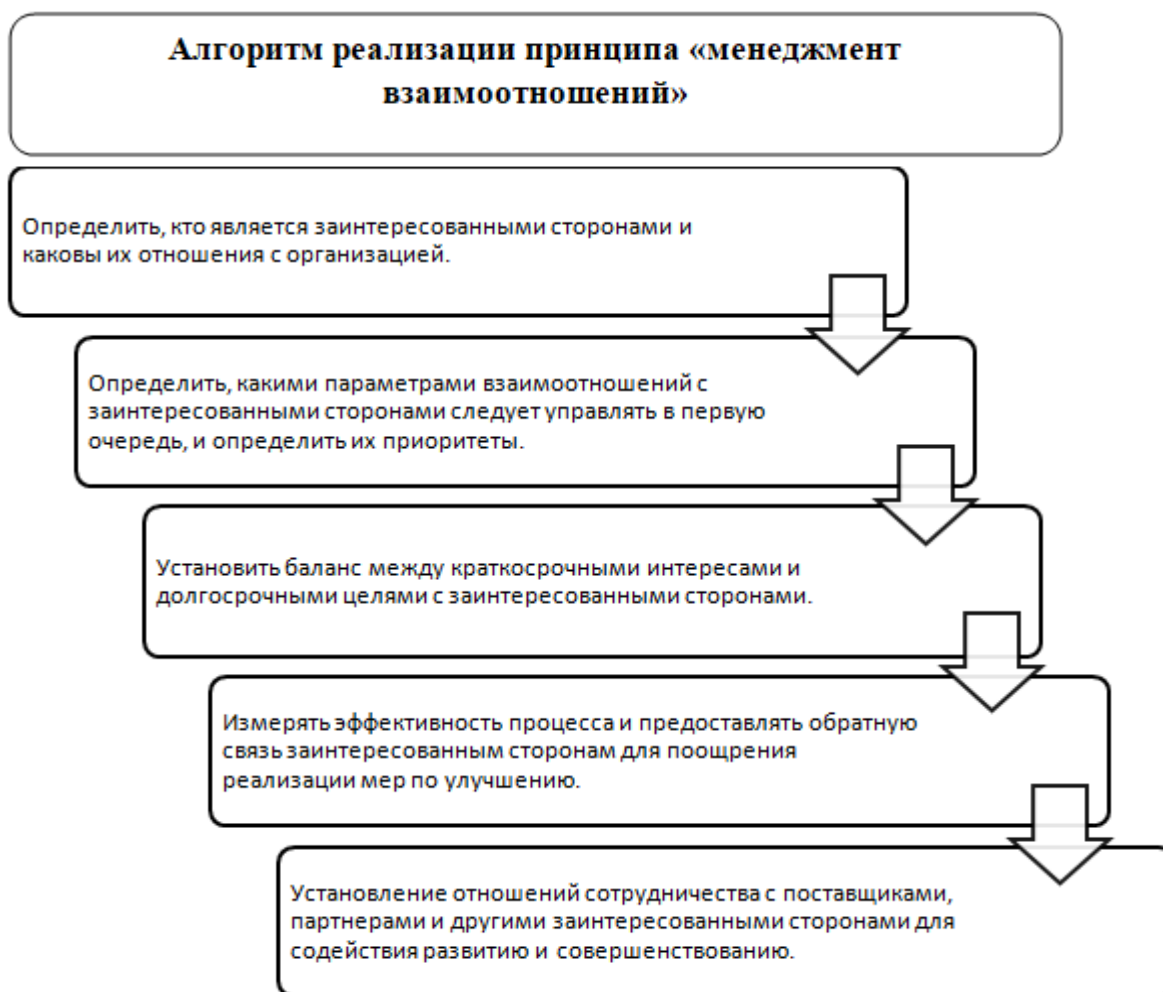 Алгоритм реализации принципа «менеджмент
взаимоотношений»
Определить, кто является заинтересованными сторонами и
каковы их отношения с организацией.
Определить, какими параметрами взаимоотношений с
заинтересованными сторонами следует управлять в первую
очередь, и определить их приоритеты.
Установить баланс между краткосрочными интересами и
долгосрочными целями с заинтересованными сторонами.
Измерять эффективность процесса и предоставлять обратную
связь заинтересованным сторонам для поощрения
реализации мер по улучшению.
Установление отношений сотрудничества с поставщиками,
партнерами и другими заинтересованными сторонами для
содействия развитию и совершенствованию.